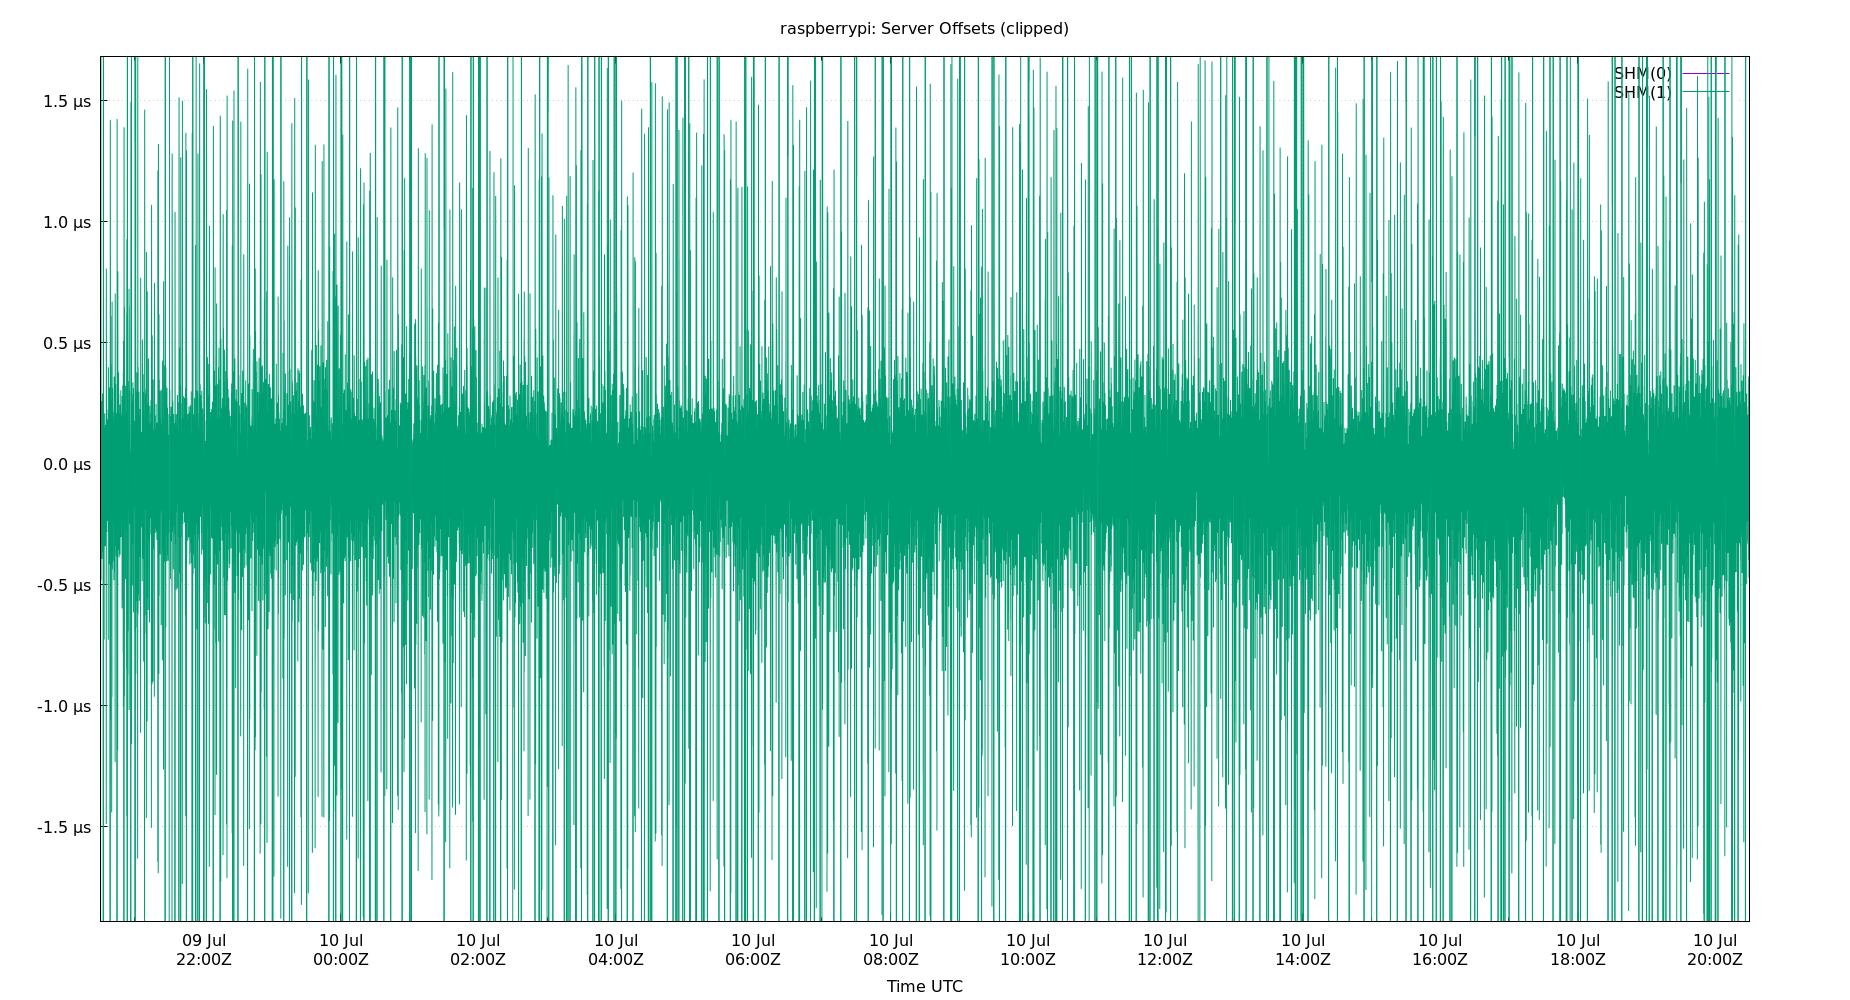 raspberrypi: Server Offsets (clipped)
SHM(0)
SHM(1)
1.5 µs
1.0 µs
0.5 µs
0.0 µs
-0.5 µs
-1.0 µs
-1.5 µs
09 Jul 10 Jul 10 Jul 10 Jul 10 Jul 10 Jul 10 Jul 10 Jul 10 Jul 10 Jul 10 Jul 10 Jul
22:00Z 00:00Z 02:00Z 04:00Z 06:00Z 08:00Z 10:00Z 12:00Z 14:00Z 16:00Z 18:00Z 20:00Z
Time UTC